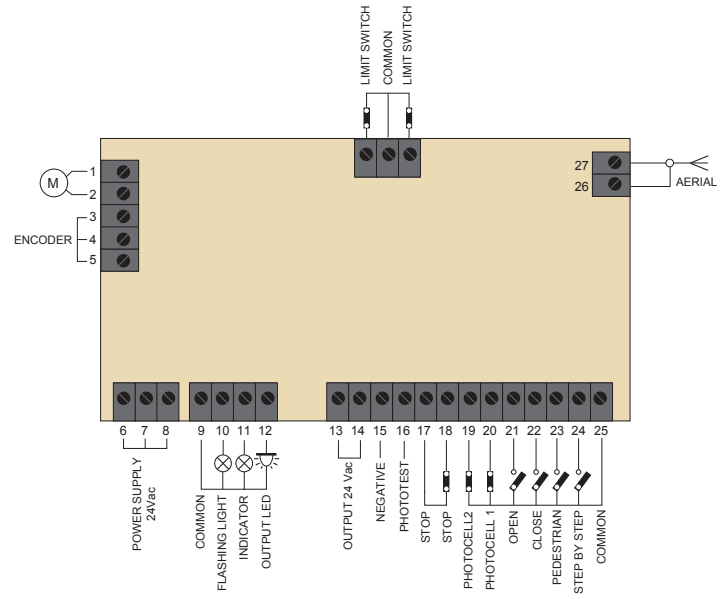 LIMIT SWITCH
COMMON
LIMIT SWITCH
27
26
AERIAL
M
1
2
3
4
5
ENCODER
6 7 8
9 10 11 12
13 14 15 16 17 18 19 20 21 22 23 24 25
POWER SUPPLY
24Vac
COMMON
FLASHING LIGHT
INDICATOR
OUTPUT LED
OUTPUT 24 Vac
NEGATIVE
PHOTOTEST
STOP
STOP
PHOTOCELL2
PHOTOCELL 1
OPEN
CLOSE
PEDESTRIAN
STEP BY STEP
COMMON